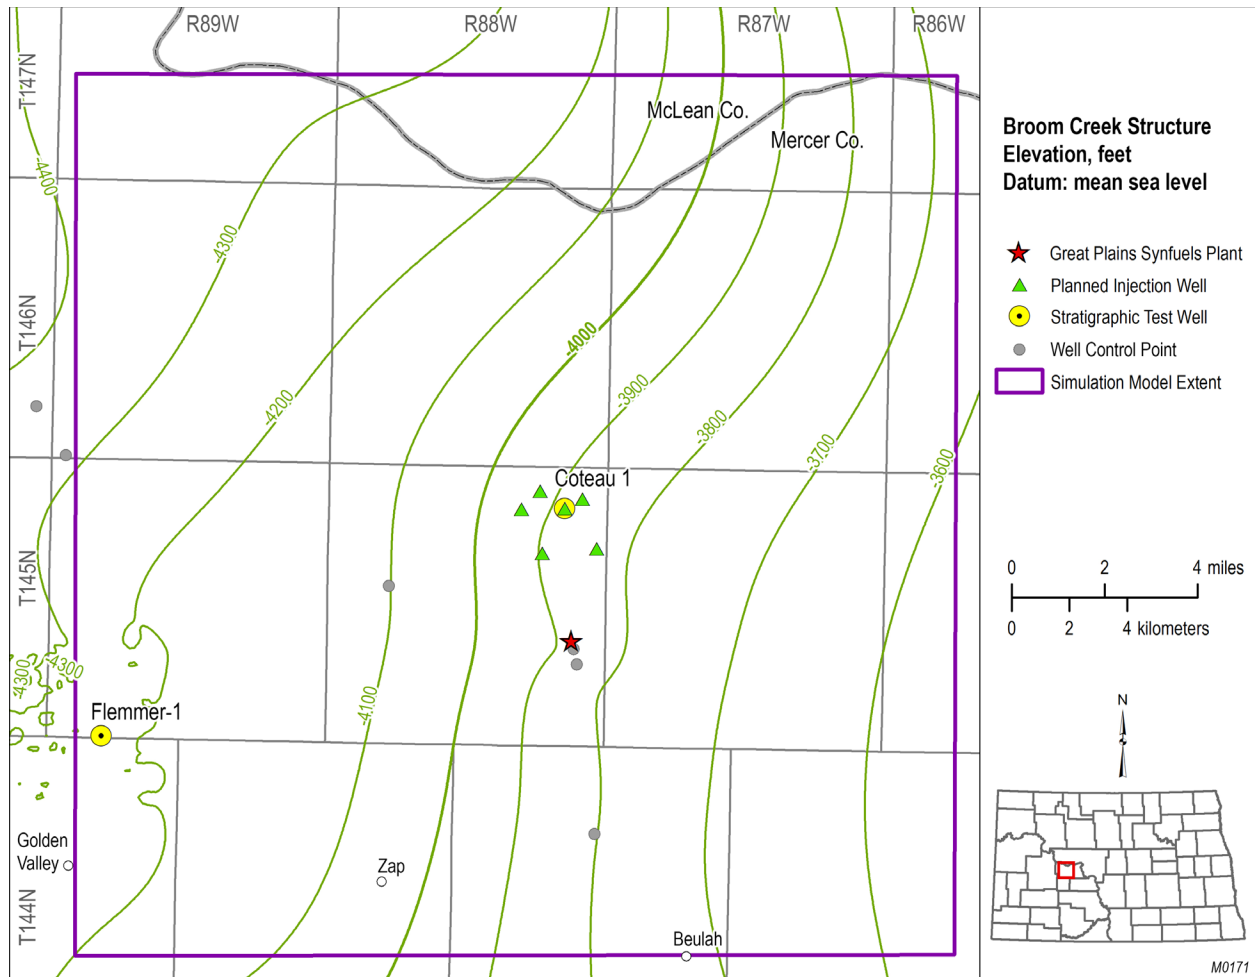 R89W
R88W
R87W
R86W
T147N
McLean Co.
Mercer Co.
-4400
-4300
T146N
-4000
-4200
-3900
-3800
-3700
-3600
Coteau 1
T145N
-4300
-4300
-4100
Flemmer-1
Golden
Valley
Zap
T144N
Beulah
Broom Creek Structure
Elevation, feet
Datum: mean sea level
Great Plains Synfuels Plant
Planned Injection Well
Stratigraphic Test Well
Well Control Point
Simulation Model Extent
0 2 4 miles
0 2 4 kilometers
N
M0171